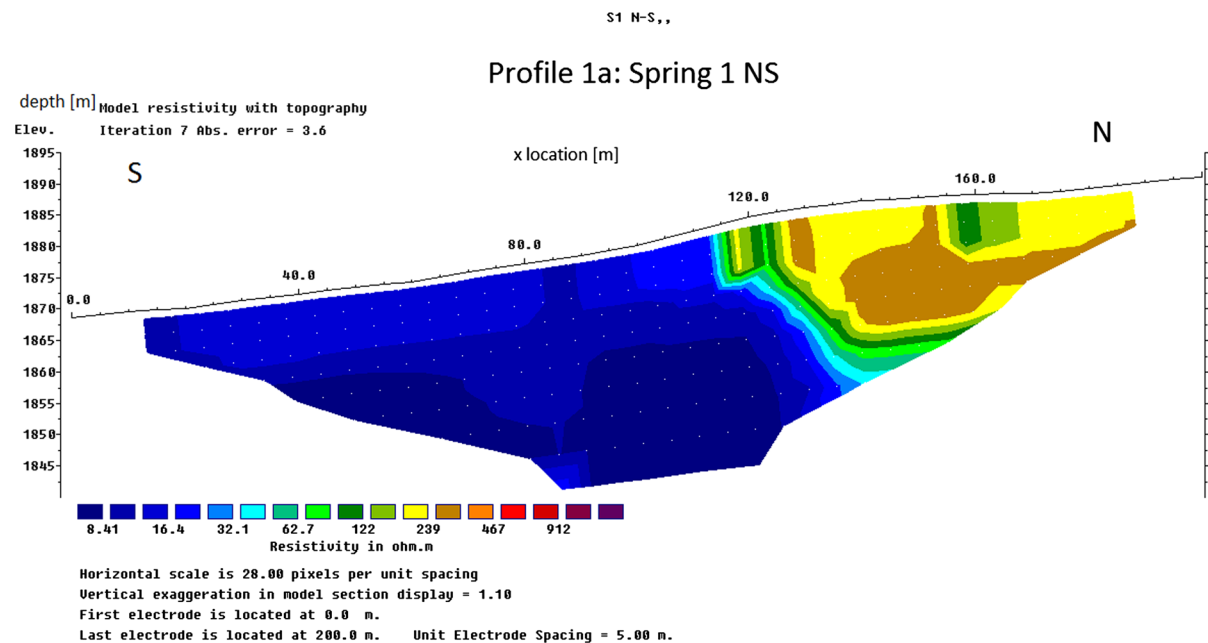 S1 N-S,,
Profile 1a: Spring 1 NS
depth [m] Model resistivity with topography
Elev. Iteration 7 Abs. error = 3.6
N
1895
x location [m]
S
160.0
1890
120.0
1885
80.0
1880
40.0
1875
0.0
1870
1865
1860
1855
1850
1845
8.41 16.4 32.1 62.7 122 239 467 912
Resistivity in ohm.m
Horizontal scale is 28.00 pixels per unit spacing
Vertical exaggeration in model section display = 1.10
First electrode is located at 0.0 m.
Last electrode is located at 200.0 m. Unit Electrode Spacing = 5.00 m.